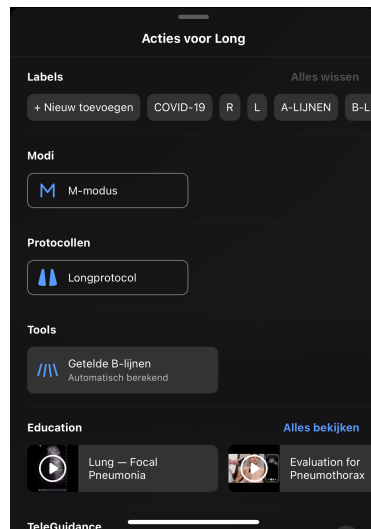 Acties voor Long
Labels
Alles wissen
+ Nieuw toevoegen
COVID-19
R
L
A-LIJNEN
B-L
Modi
M-modus
Protocollen
Longprotocol
Tools
Getelde B-lijnen
Automatisch berekend
Education
Alles bekijken
Lung — Focal
Pneumonia
Evaluation for
Pneumothorax
TeleGuidance